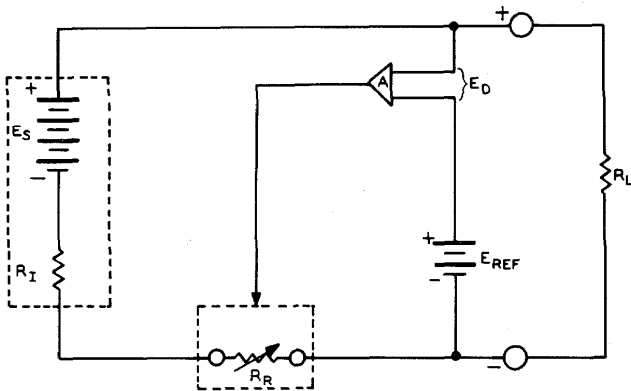 +
A
E_D
+
E_S
−
R_L
R_I
+
E_REF
−
R_R
−